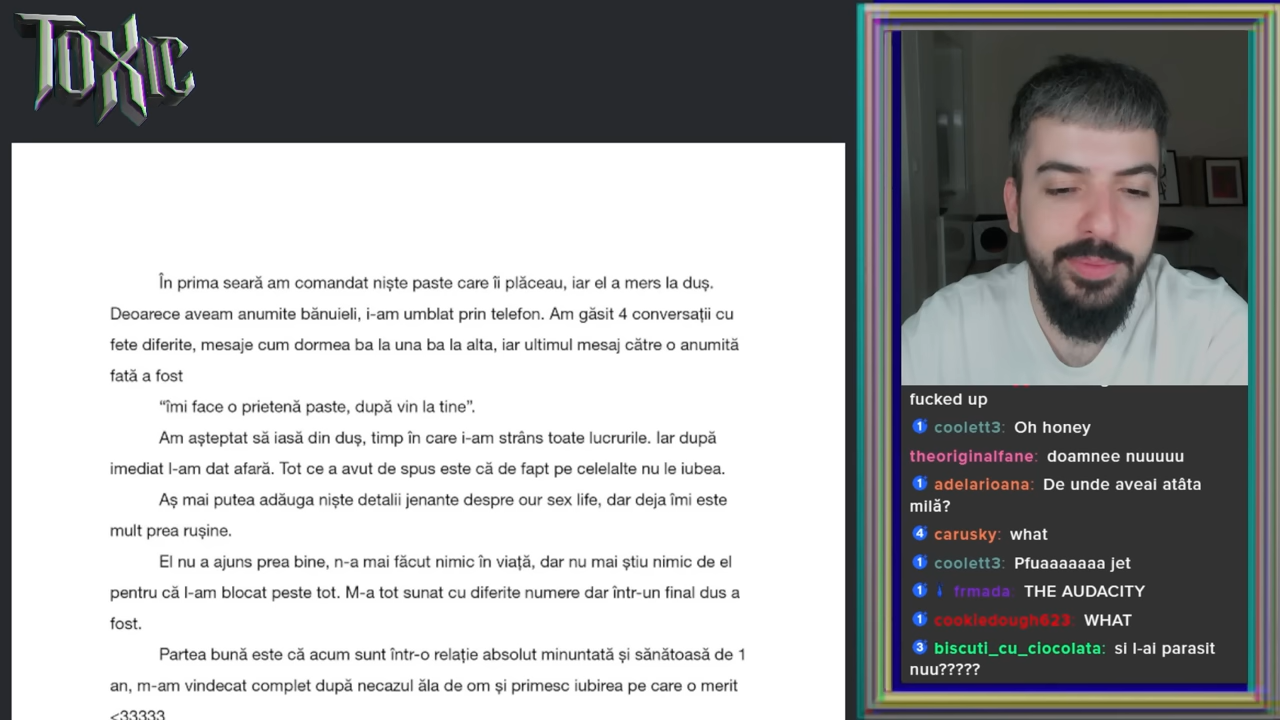 TOXIC
În prima seară am comandat niște paste care îi plăceau, iar el a mers la duș.
Deoarece aveam anumite bănuieli, i-am umblat prin telefon. Am găsit 4 conversații cu
fete diferite, mesaje cum dormea ba la una ba la alta, iar ultimul mesaj către o anumită
fată a fost
“îmi face o prietenă paste, după vin la tine”.
Am așteptat să iasă din duș, timp în care i-am strâns toate lucrurile. Iar după
imediat l-am dat afară. Tot ce a avut de spus este că de fapt pe celelalte nu le iubea.
Aș mai putea adăuga niște detalii jenante despre our sex life, dar deja îmi este
mult prea rușine.
El nu a ajuns prea bine, n-a mai făcut nimic în viață, dar nu mai știu nimic de el
pentru că l-am blocat peste tot. M-a tot sunat cu diferite numere dar într-un final dus a
fost.
Partea bună este că acum sunt într-o relație absolut minuntată și sănătoasă de 1
an, m-am vindecat complet după necazul ăla de om și primesc iubirea pe care o merit
<33333
fucked up
1 coolett3: Oh honey
theoriginalfane: doamnee nuuuuu
1 adelarioana: De unde aveai atâta
milă?
4 carusky: what
1 coolett3: Pfuaaaaaaa jet
1 frmada: THE AUDACITY
1 cookiedough623: WHAT
3 biscuti_cu_ciocolata: si l-ai parasit
nuu?????